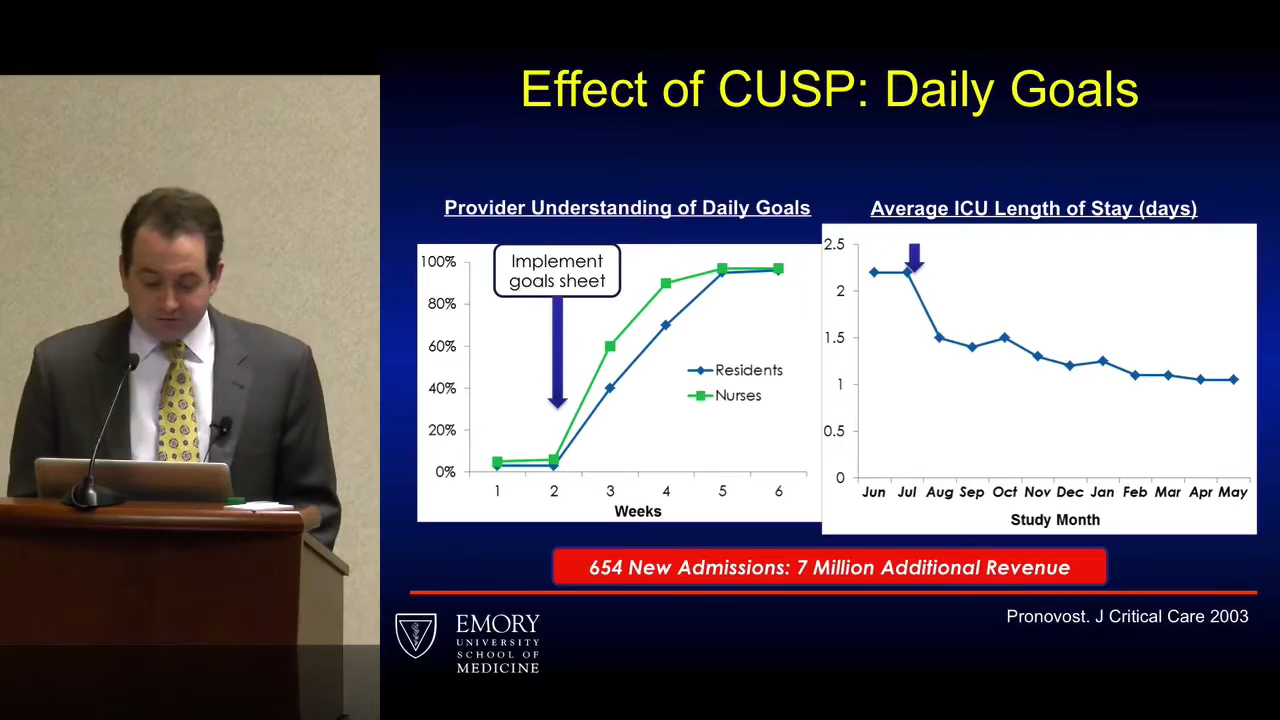 Effect of CUSP: Daily Goals
Provider Understanding of Daily Goals
Implement
goals sheet
100%
80%
60%
40%
20%
0%
Residents
Nurses
1 2 3 4 5 6
Weeks
Average ICU Length of Stay (days)
2.5
2
1.5
1
0.5
0
Jun Jul Aug Sep Oct Nov Dec Jan Feb Mar Apr May
Study Month
654 New Admissions: 7 Million Additional Revenue
Pronovost. J Critical Care 2003
EMORY
UNIVERSITY
SCHOOL OF
MEDICINE